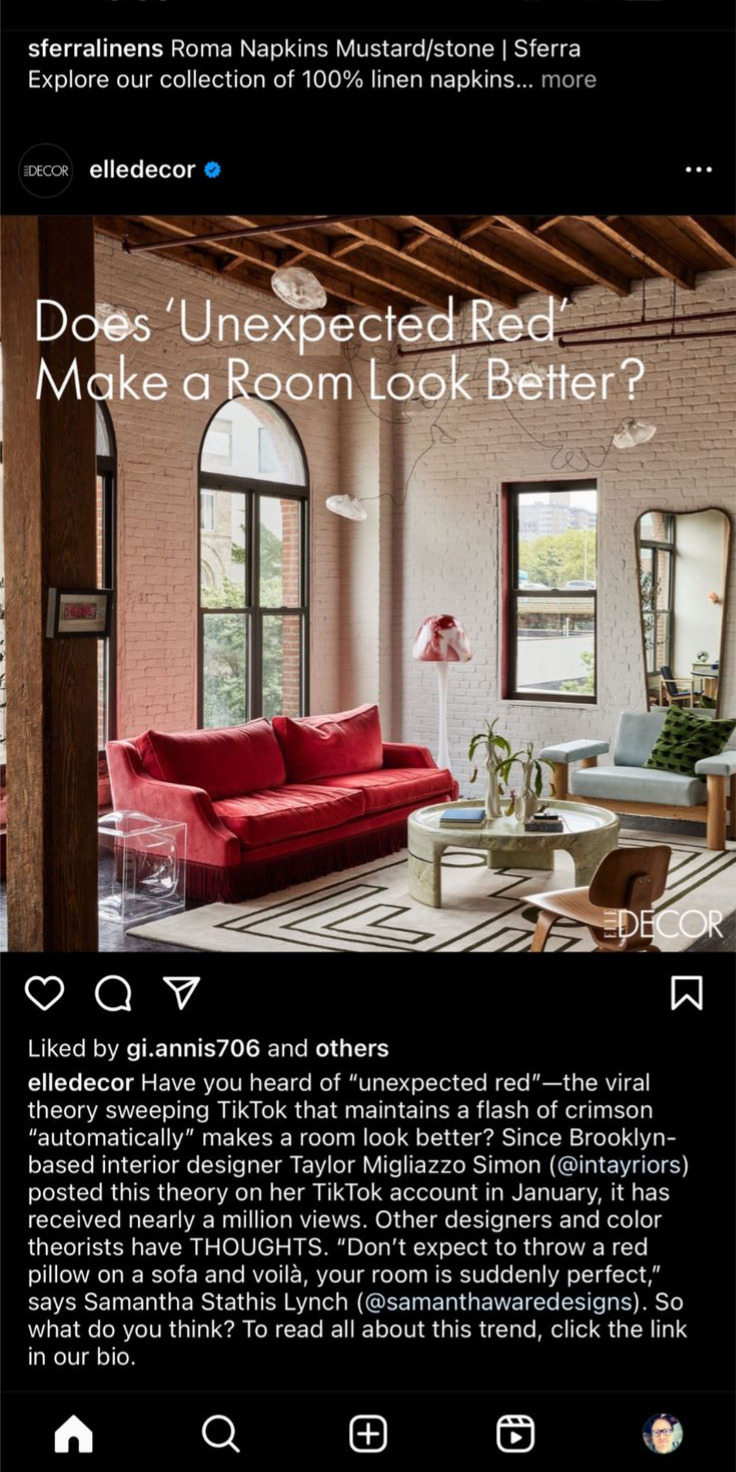 sferralinens Roma Napkins Mustard/stone | Sferra
Explore our collection of 100% linen napkins... more
ELLE DECOR
elledecor
Does ‘Unexpected Red’
Make a Room Look Better?
ELLE DECOR
Liked by gi.annis706 and others
elledecor Have you heard of “unexpected red”—the viral
theory sweeping TikTok that maintains a flash of crimson
“automatically” makes a room look better? Since Brooklyn-
based interior designer Taylor Migliazzo Simon (@intayriors)
posted this theory on her TikTok account in January, it has
received nearly a million views. Other designers and color
theorists have THOUGHTS. “Don’t expect to throw a red
pillow on a sofa and voilà, your room is suddenly perfect,”
says Samantha Stathis Lynch (@samanthawaredesigns). So
what do you think? To read all about this trend, click the link
in our bio.